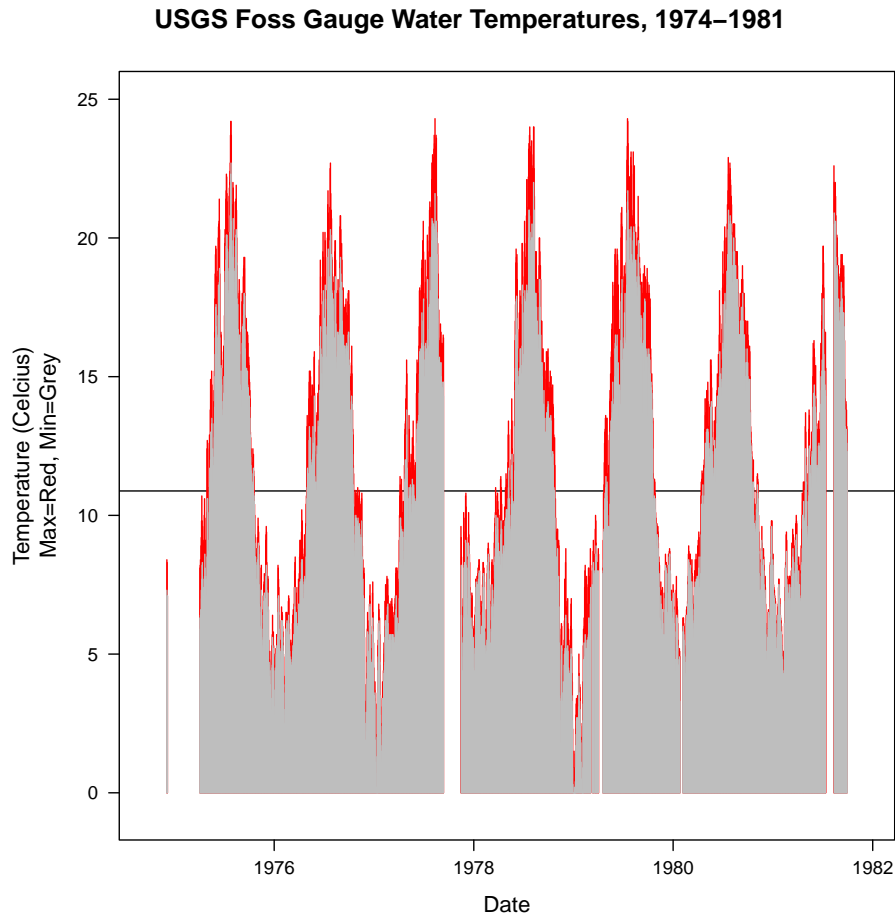 USGS Foss Gauge Water Temperatures, 1974−1981
25
20
15
10
5
0
Temperature (Celcius)
Max=Red, Min=Grey
1976
1978
1980
1982
Date